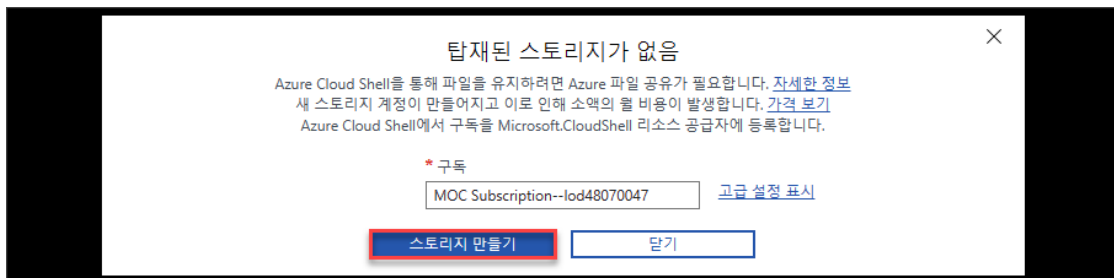 탑재된 스토리지가 없음
Azure Cloud Shell을 통해 파일을 유지하려면 Azure 파일 공유가 필요합니다. 자세한 정보
새 스토리지 계정이 만들어지고 이로 인해 소액의 월 비용이 발생합니다. 가격 보기
Azure Cloud Shell에서 구독을 Microsoft.CloudShell 리소스 공급자에 등록합니다.
* 구독
MOC Subscription--lod48070047 고급 설정 표시
스토리지 만들기 닫기